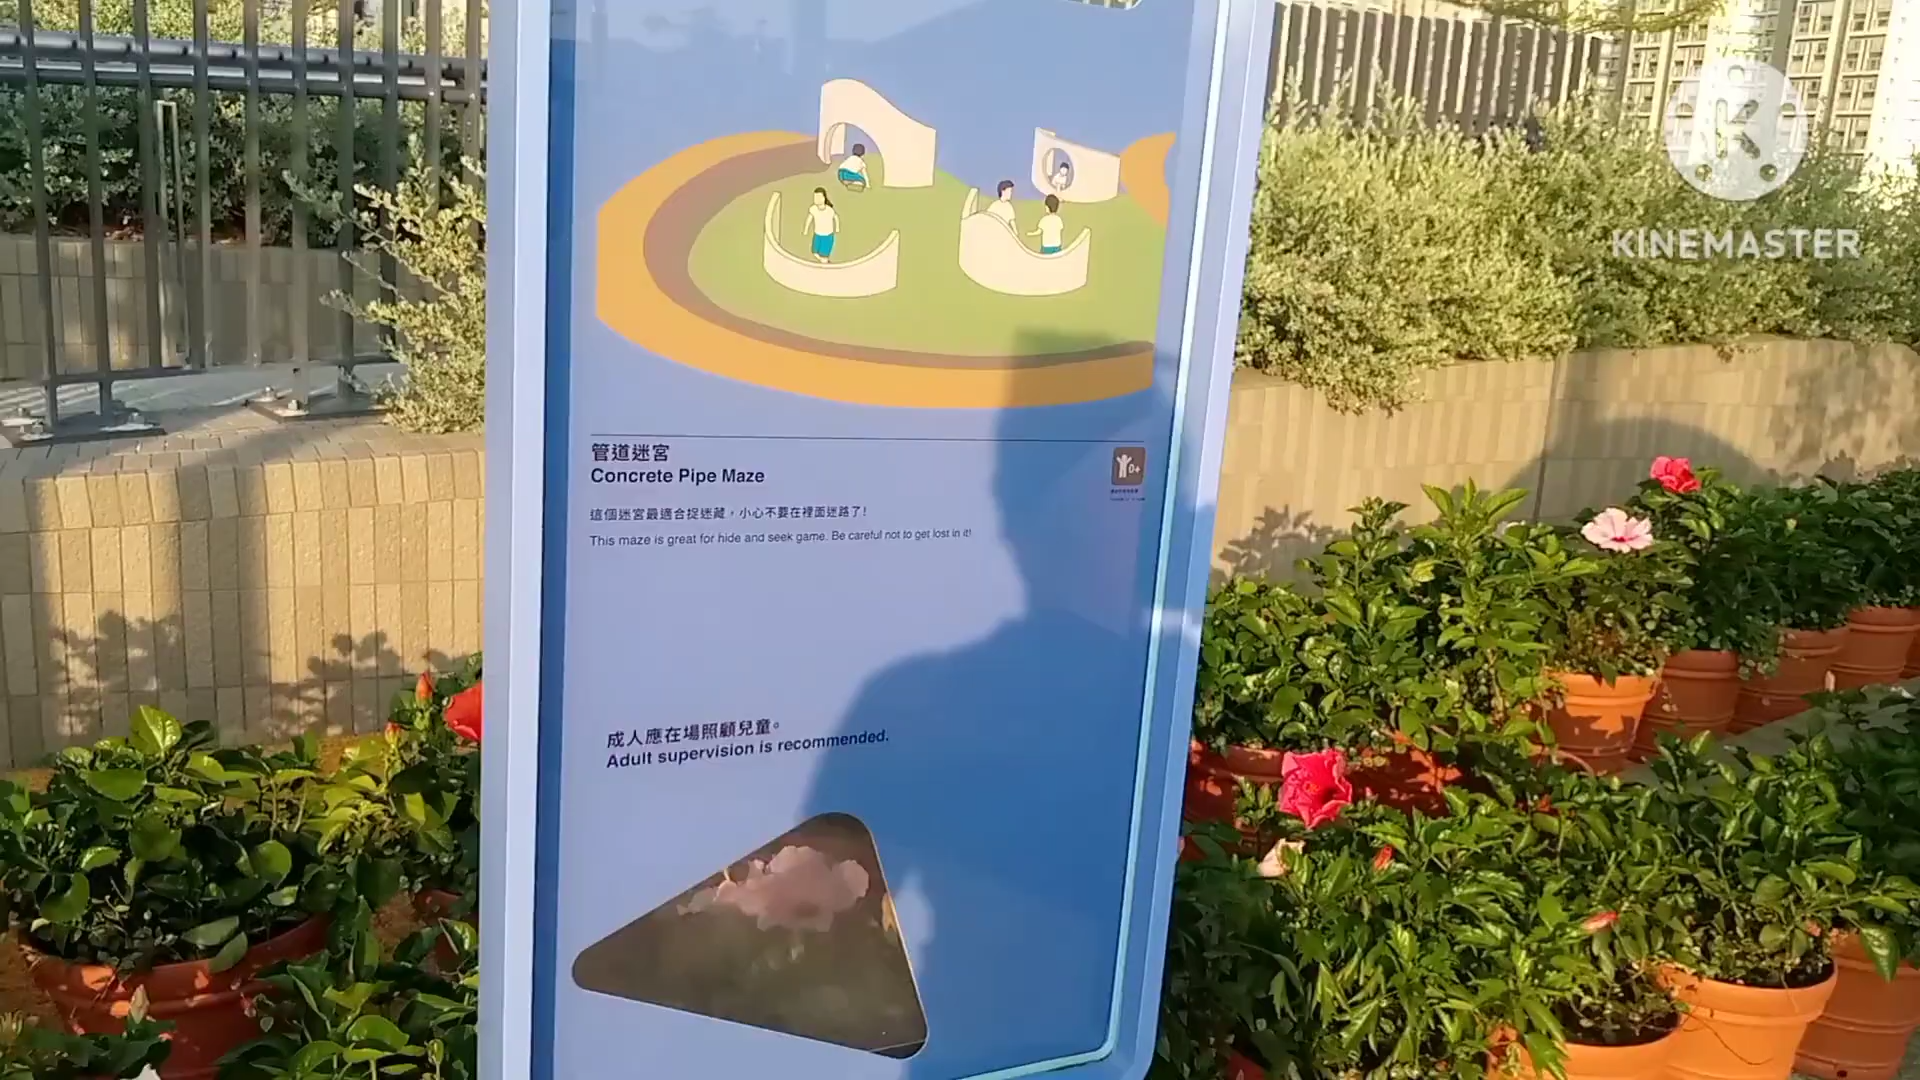 KINEMASTER
管道迷宮
Concrete Pipe Maze
0+
這個迷宮最適合捉迷藏，小心不要在裡面迷路了！
This maze is great for hide and seek game. Be careful not to get lost in it!
成人應在場照顧兒童。
Adult supervision is recommended.